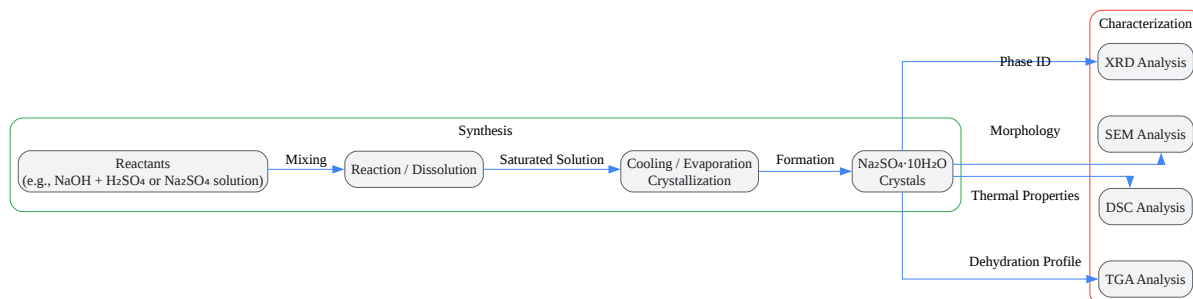 Characterization
Phase ID
XRD Analysis
Synthesis
Morphology
SEM Analysis
Reactants
(e.g., NaOH + H₂SO₄ or Na₂SO₄ solution)
Mixing
Reaction / Dissolution
Saturated Solution
Cooling / Evaporation
Crystallization
Formation
Na₂SO₄·10H₂O
Crystals
Thermal Properties
DSC Analysis
Dehydration Profile
TGA Analysis